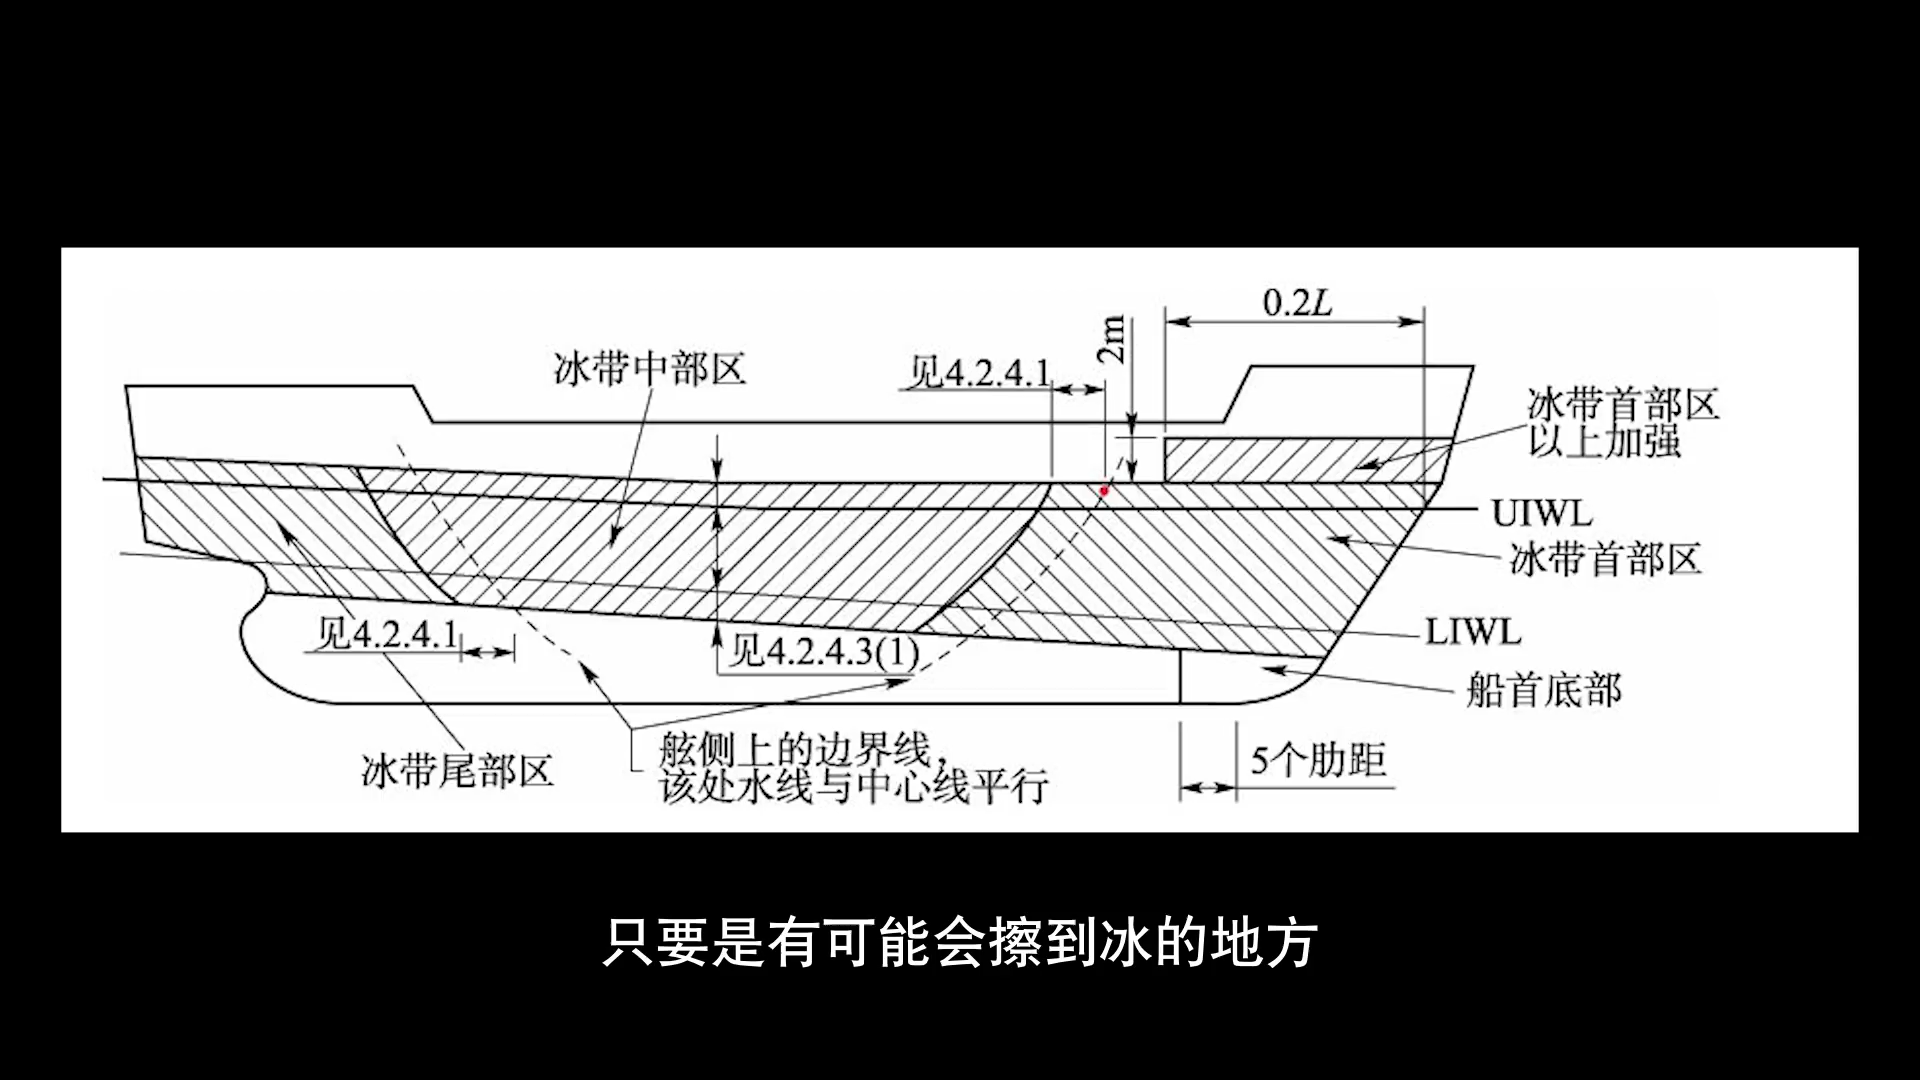 0.2L
2m
冰带中部区
见4.2.4.1
冰带首部区
以上加强
UIWL
冰带首部区
LIWL
见4.2.4.1
见4.2.4.3(1)
船首底部
冰带尾部区
舷侧上的边界线，
该处水线与中心线平行
5个肋距
只要是有可能会擦到冰的地方